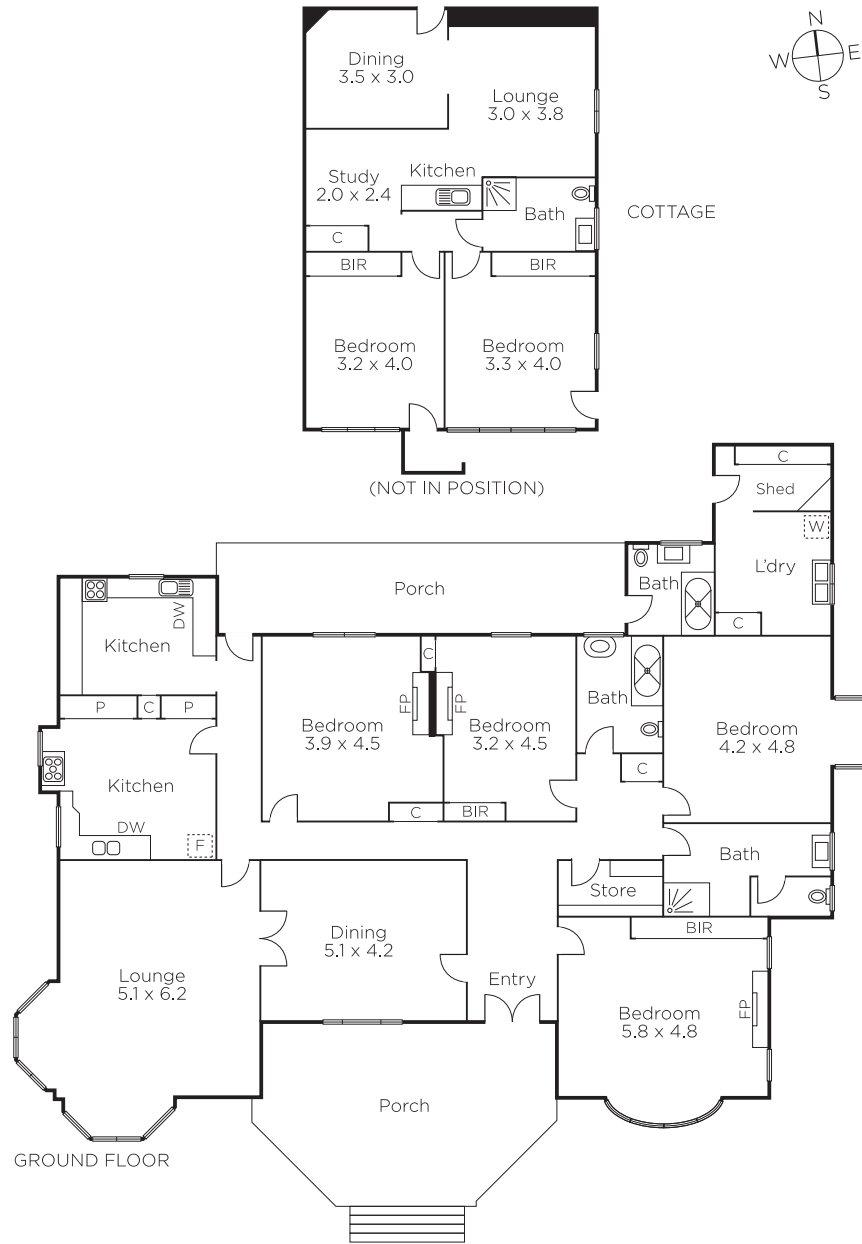 N
W
E
S
Dining
3.5 x 3.0
Lounge
3.0 x 3.8
Kitchen
Study
2.0 x 2.4
Bath
COTTAGE
C
BIR
BIR
Bedroom
3.2 x 4.0
Bedroom
3.3 x 4.0
(NOT IN POSITION)
C
Shed
W
L'dry
C
Bath
Porch
DW
Kitchen
P
C
P
Kitchen
DW
F
C
FP
FP
Bedroom
3.9 x 4.5
Bedroom
3.2 x 4.5
C
BIR
Bath
C
Bedroom
4.2 x 4.8
Bath
Store
BIR
Dining
5.1 x 4.2
Lounge
5.1 x 6.2
Entry
Bedroom
5.8 x 4.8
FP
Porch
GROUND FLOOR